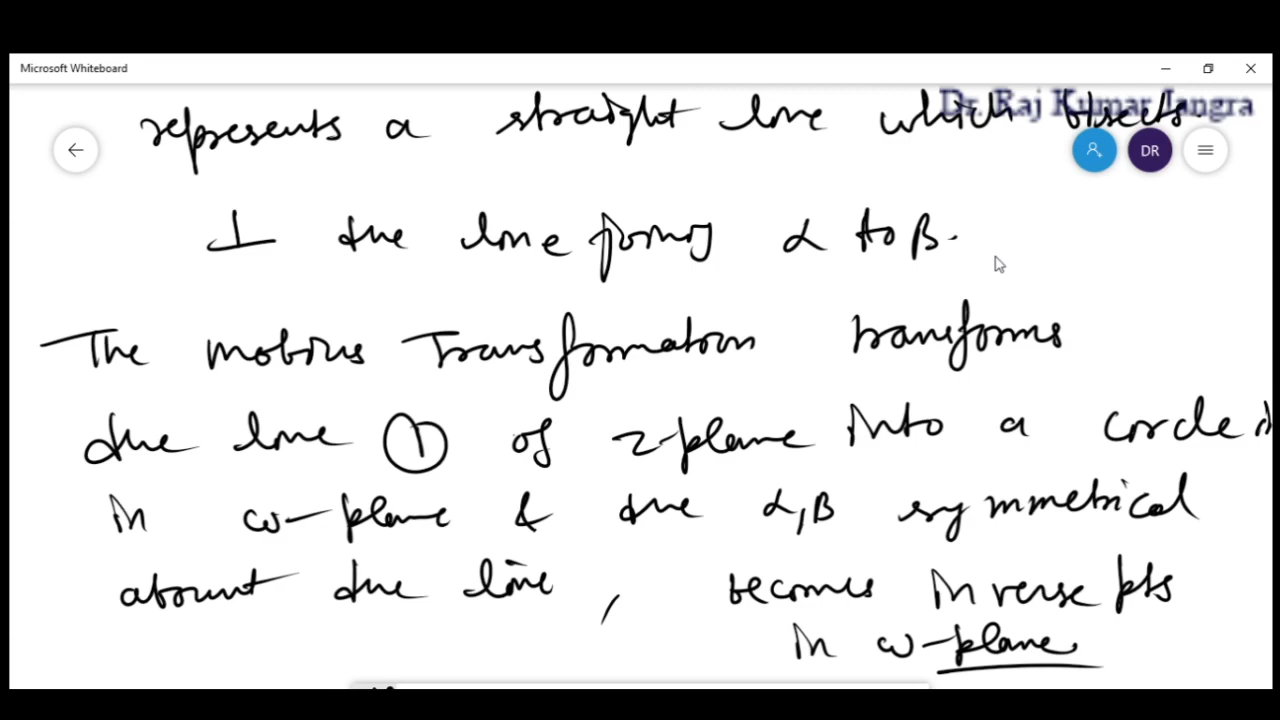 Microsoft Whiteboard
Dr. Raj Kumar Jangra
represents a straight line which bisects
DR
⊥ the line joining α to β.
The mobius Transformation transforms
the line ① of z-plane into a circle
in w-plane & the α, β symmetrical
about the line, becomes inverse pts
in w-plane